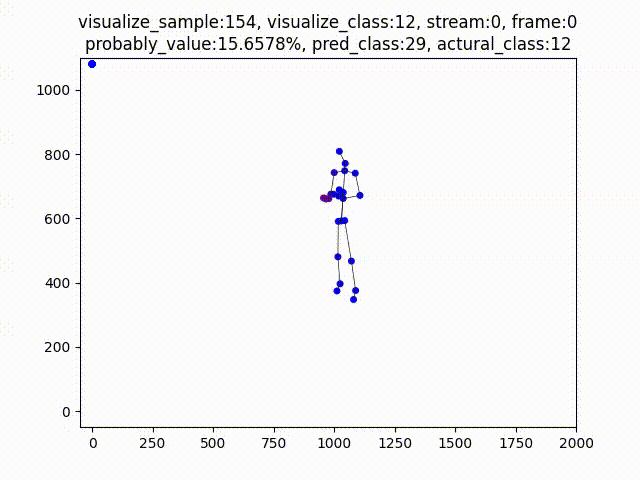 visualize_sample:154, visualize_class:12, stream:0, frame:0
probably_value:15.6578%, pred_class:29, actural_class:12
1000
800
600
400
200
0
0 250 500 750 1000 1250 1500 1750 2000